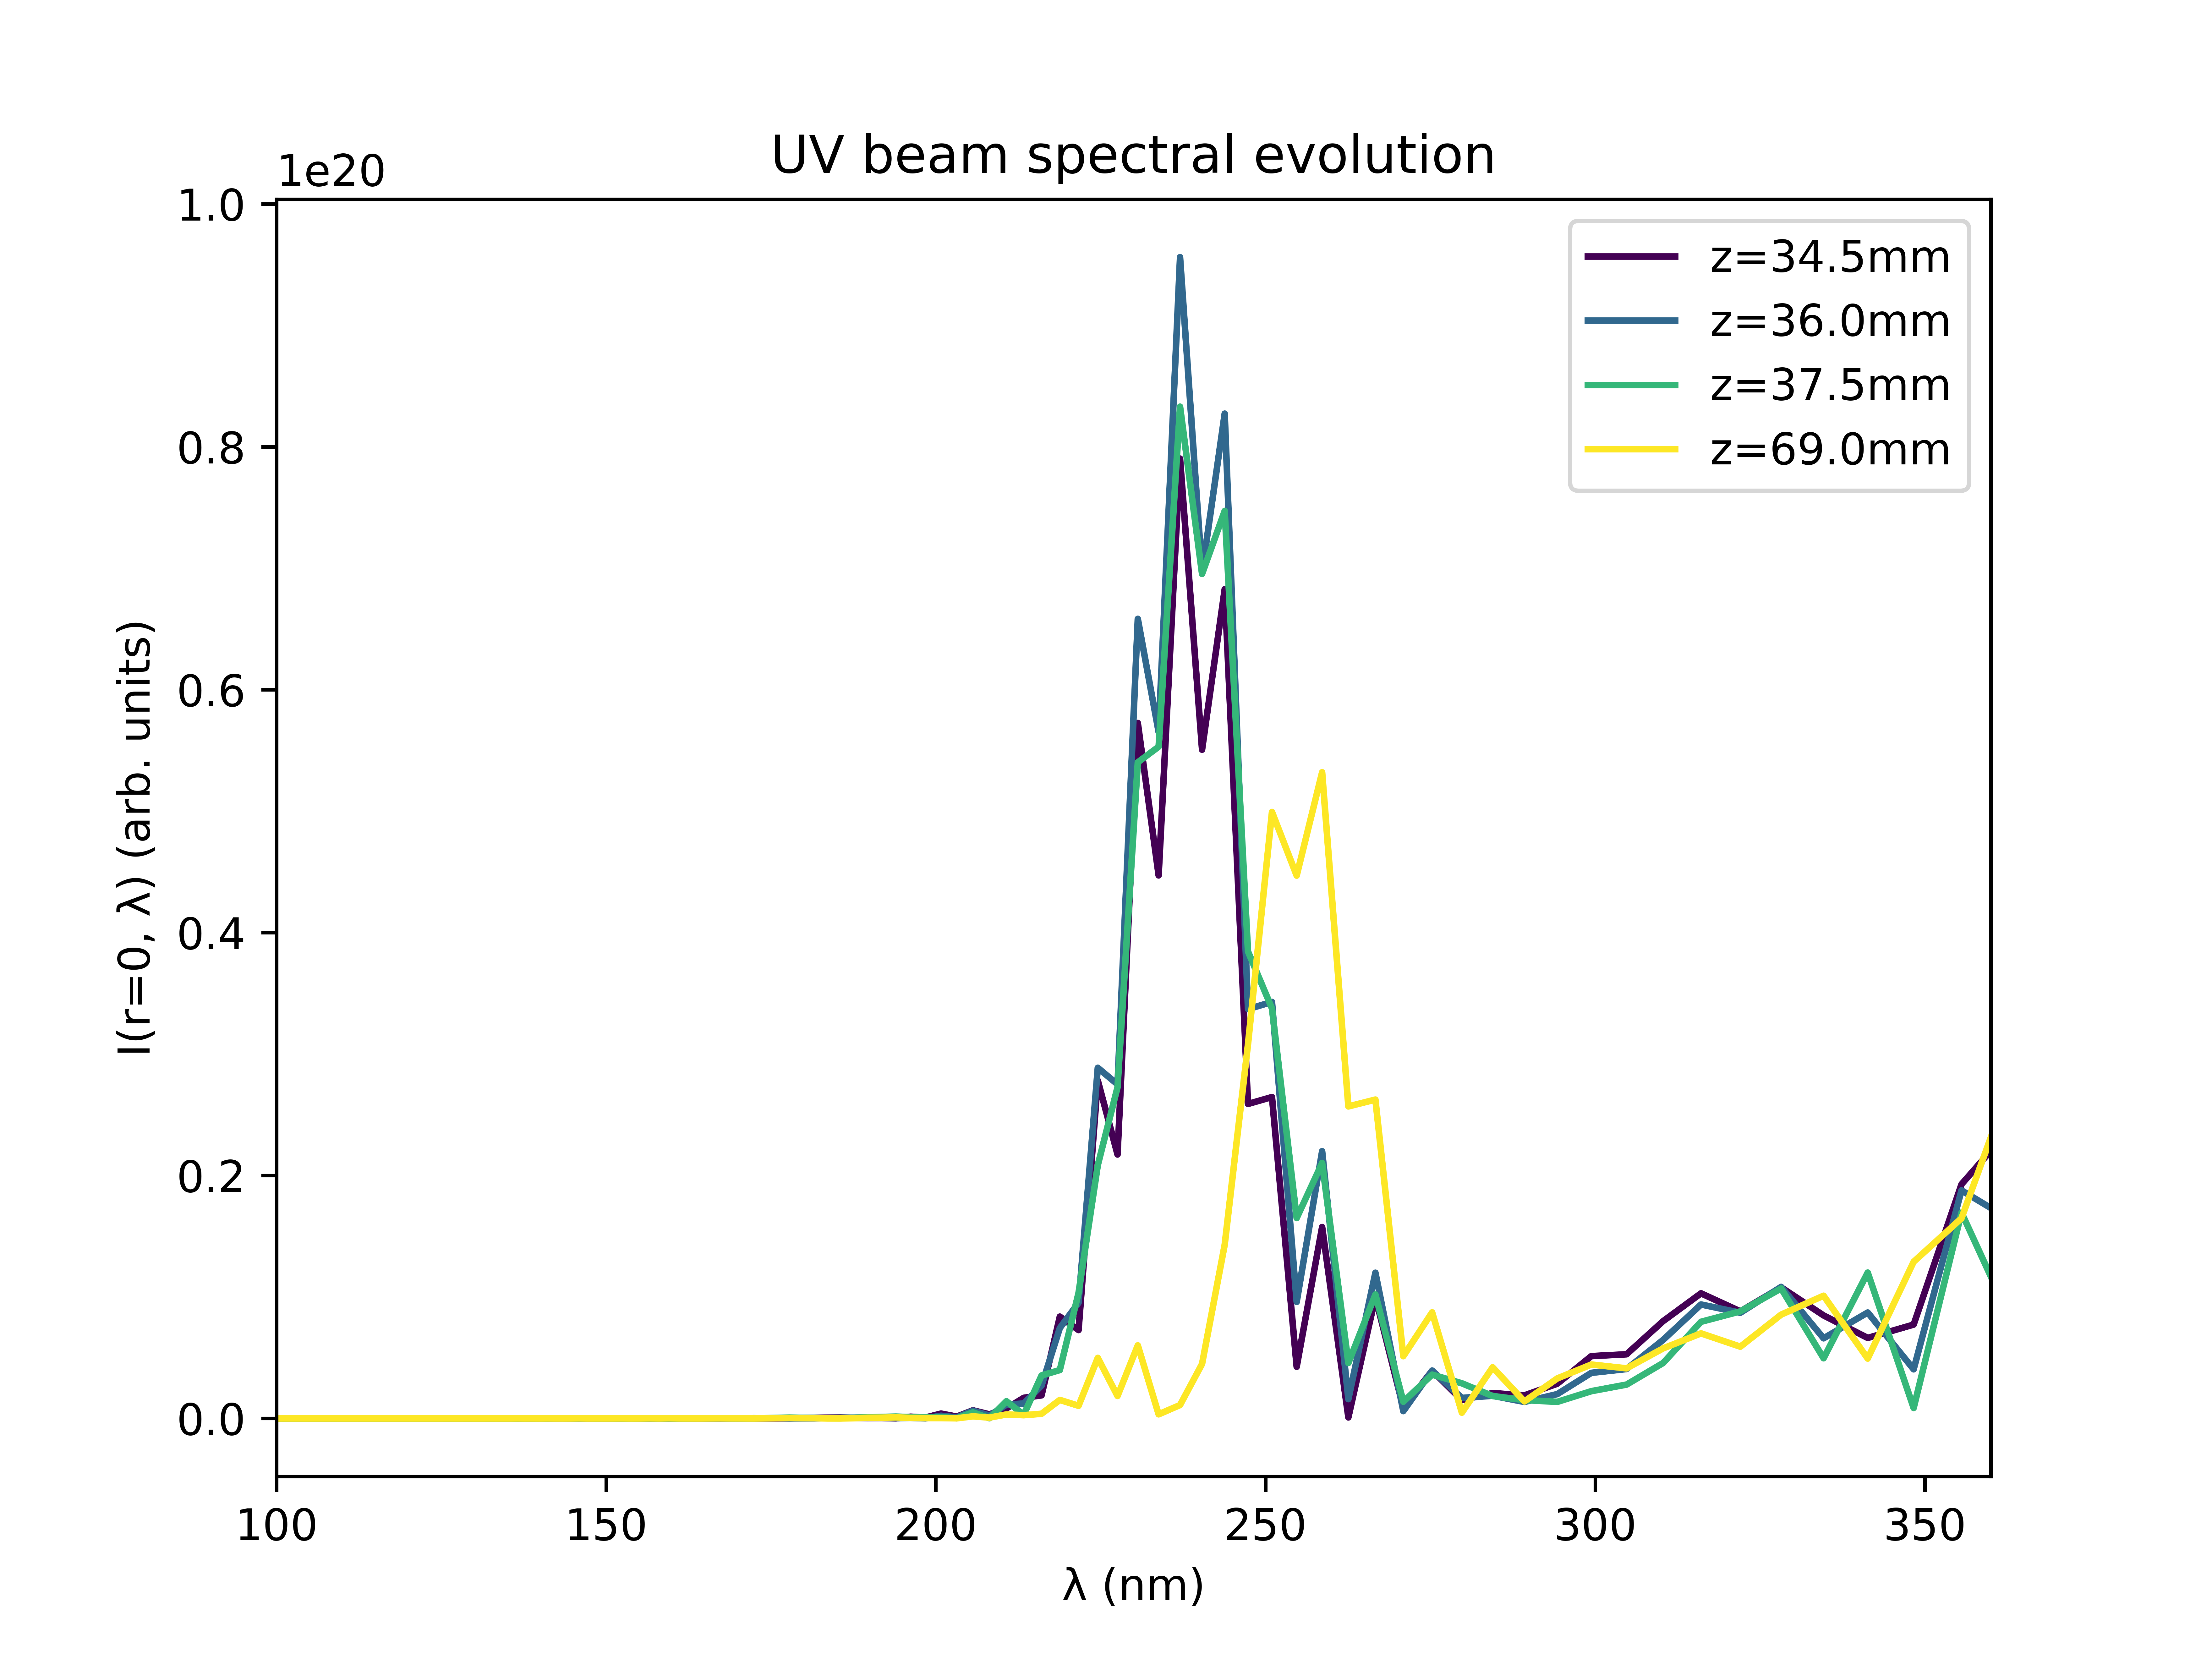 UV beam spectral evolution
1e20
1.0
0.8
0.6
0.4
0.2
0.0
I(r=0, λ) (arb. units)
z=34.5mm
z=36.0mm
z=37.5mm
z=69.0mm
100 150 200 250 300 350
λ (nm)